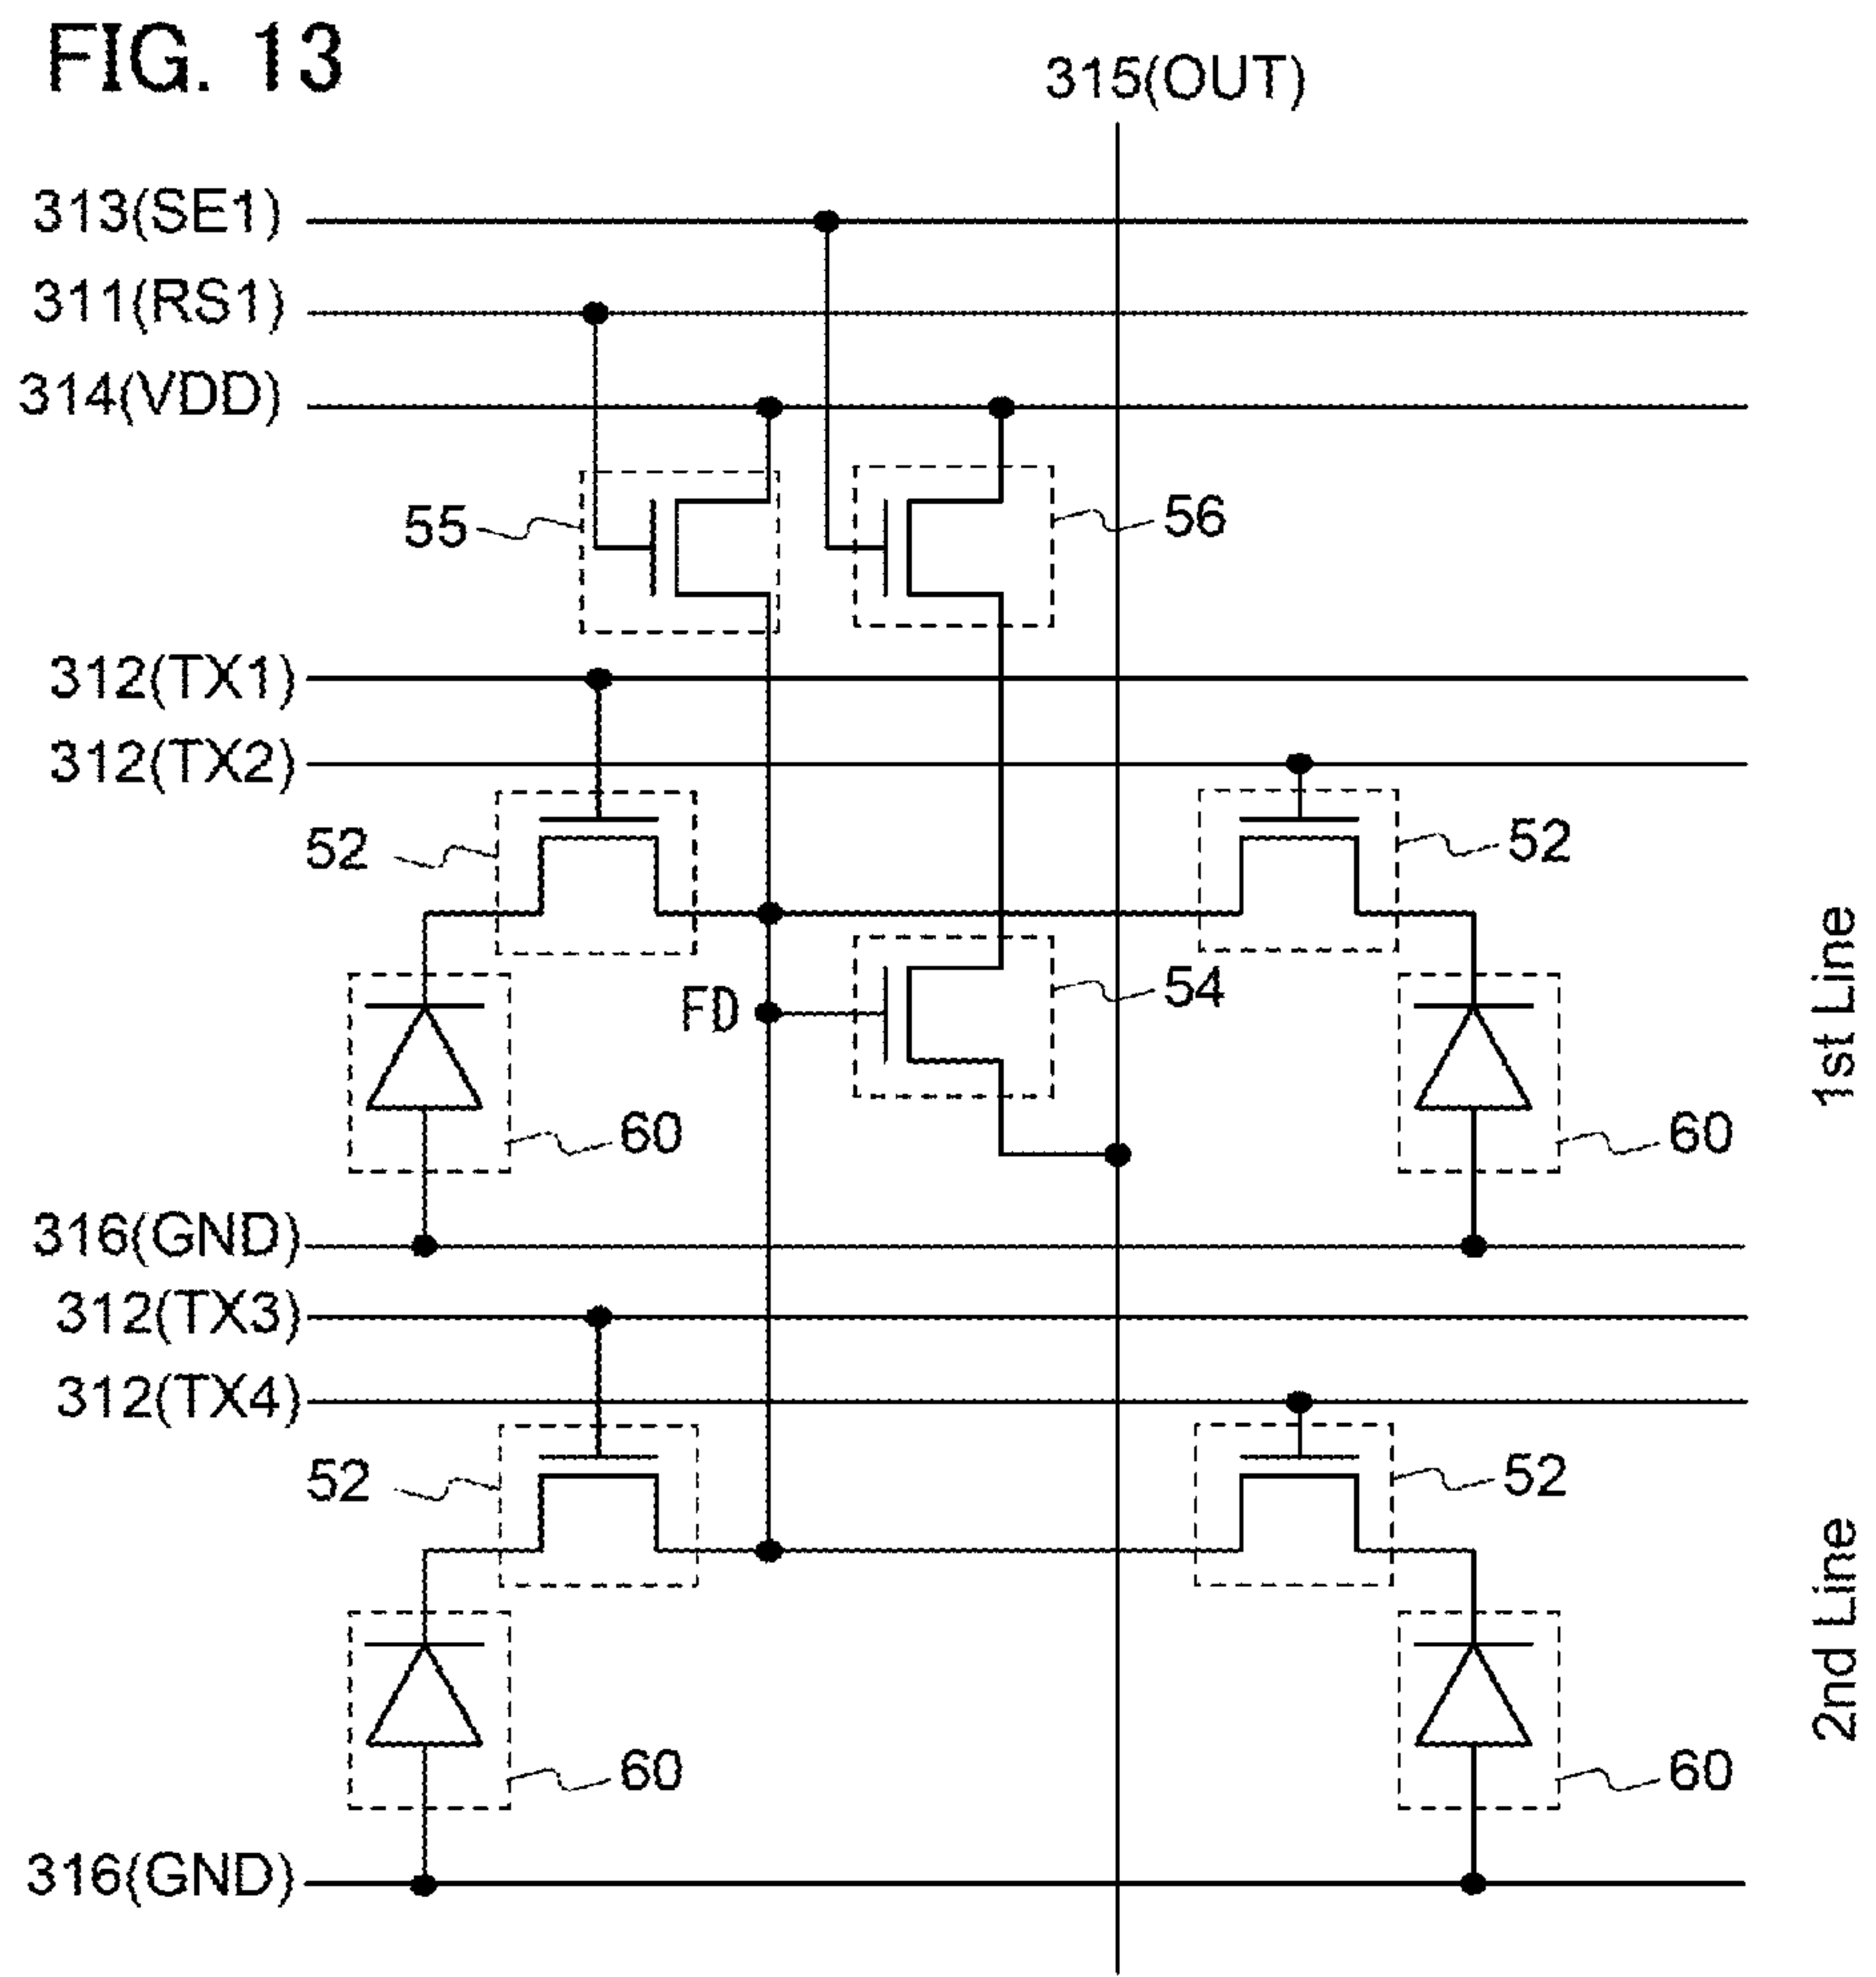 FIG. 13
315(OUT)
313(SE1)
311(RS1)
314(VDD)
55
56
312(TX1)
312(TX2)
52
52
FD
54
60
60
1st Line
316(GND)
312(TX3)
312(TX4)
52
52
60
60
2nd Line
316(GND)